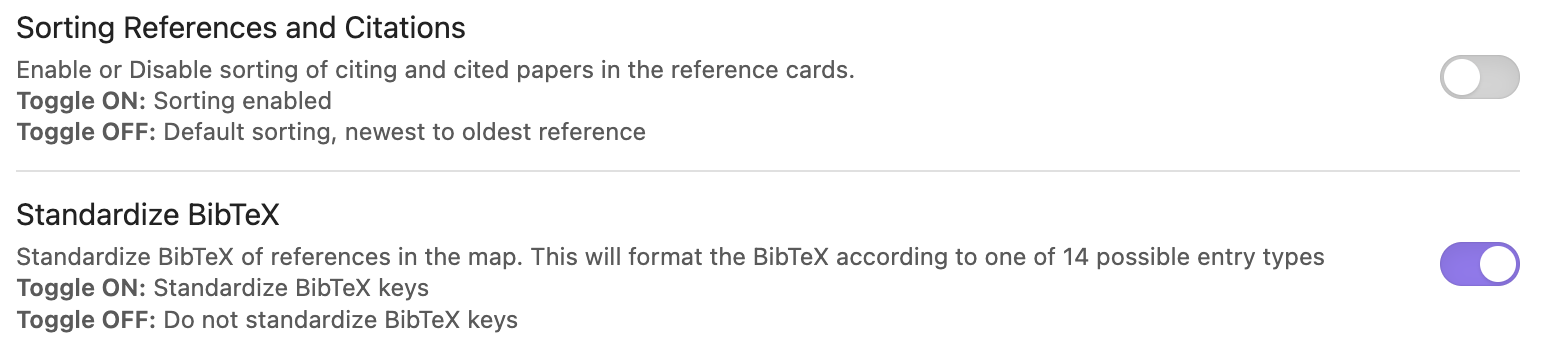 Sorting References and Citations
Enable or Disable sorting of citing and cited papers in the reference cards.
Toggle ON: Sorting enabled
Toggle OFF: Default sorting, newest to oldest reference
Standardize BibTeX
Standardize BibTeX of references in the map. This will format the BibTeX according to one of 14 possible entry types
Toggle ON: Standardize BibTeX keys
Toggle OFF: Do not standardize BibTeX keys